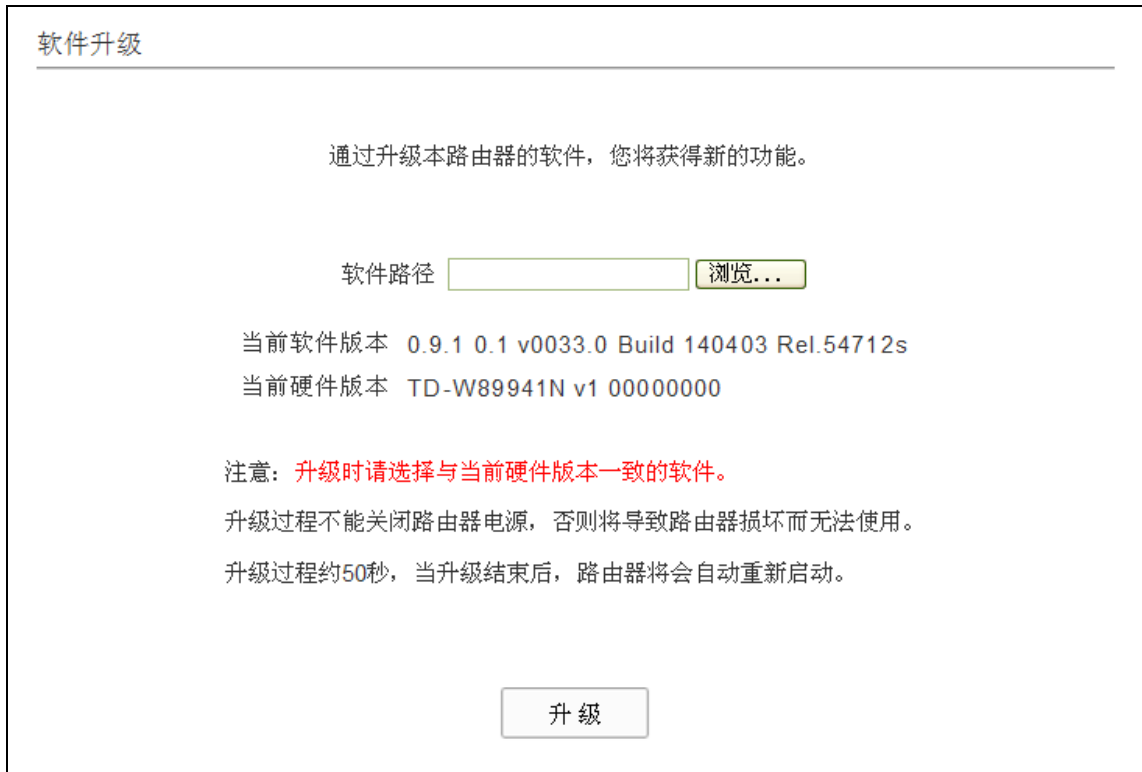 软件升级
通过升级本路由器的软件，您将获得新的功能。
软件路径 浏览...
当前软件版本 0.9.1 0.1 v0033.0 Build 140403 Rel.54712s
当前硬件版本 TD-W89941N v1 00000000
注意：升级时请选择与当前硬件版本一致的软件。
升级过程不能关闭路由器电源，否则将导致路由器损坏而无法使用。
升级过程约50秒，当升级结束后，路由器将会自动重新启动。
升 级